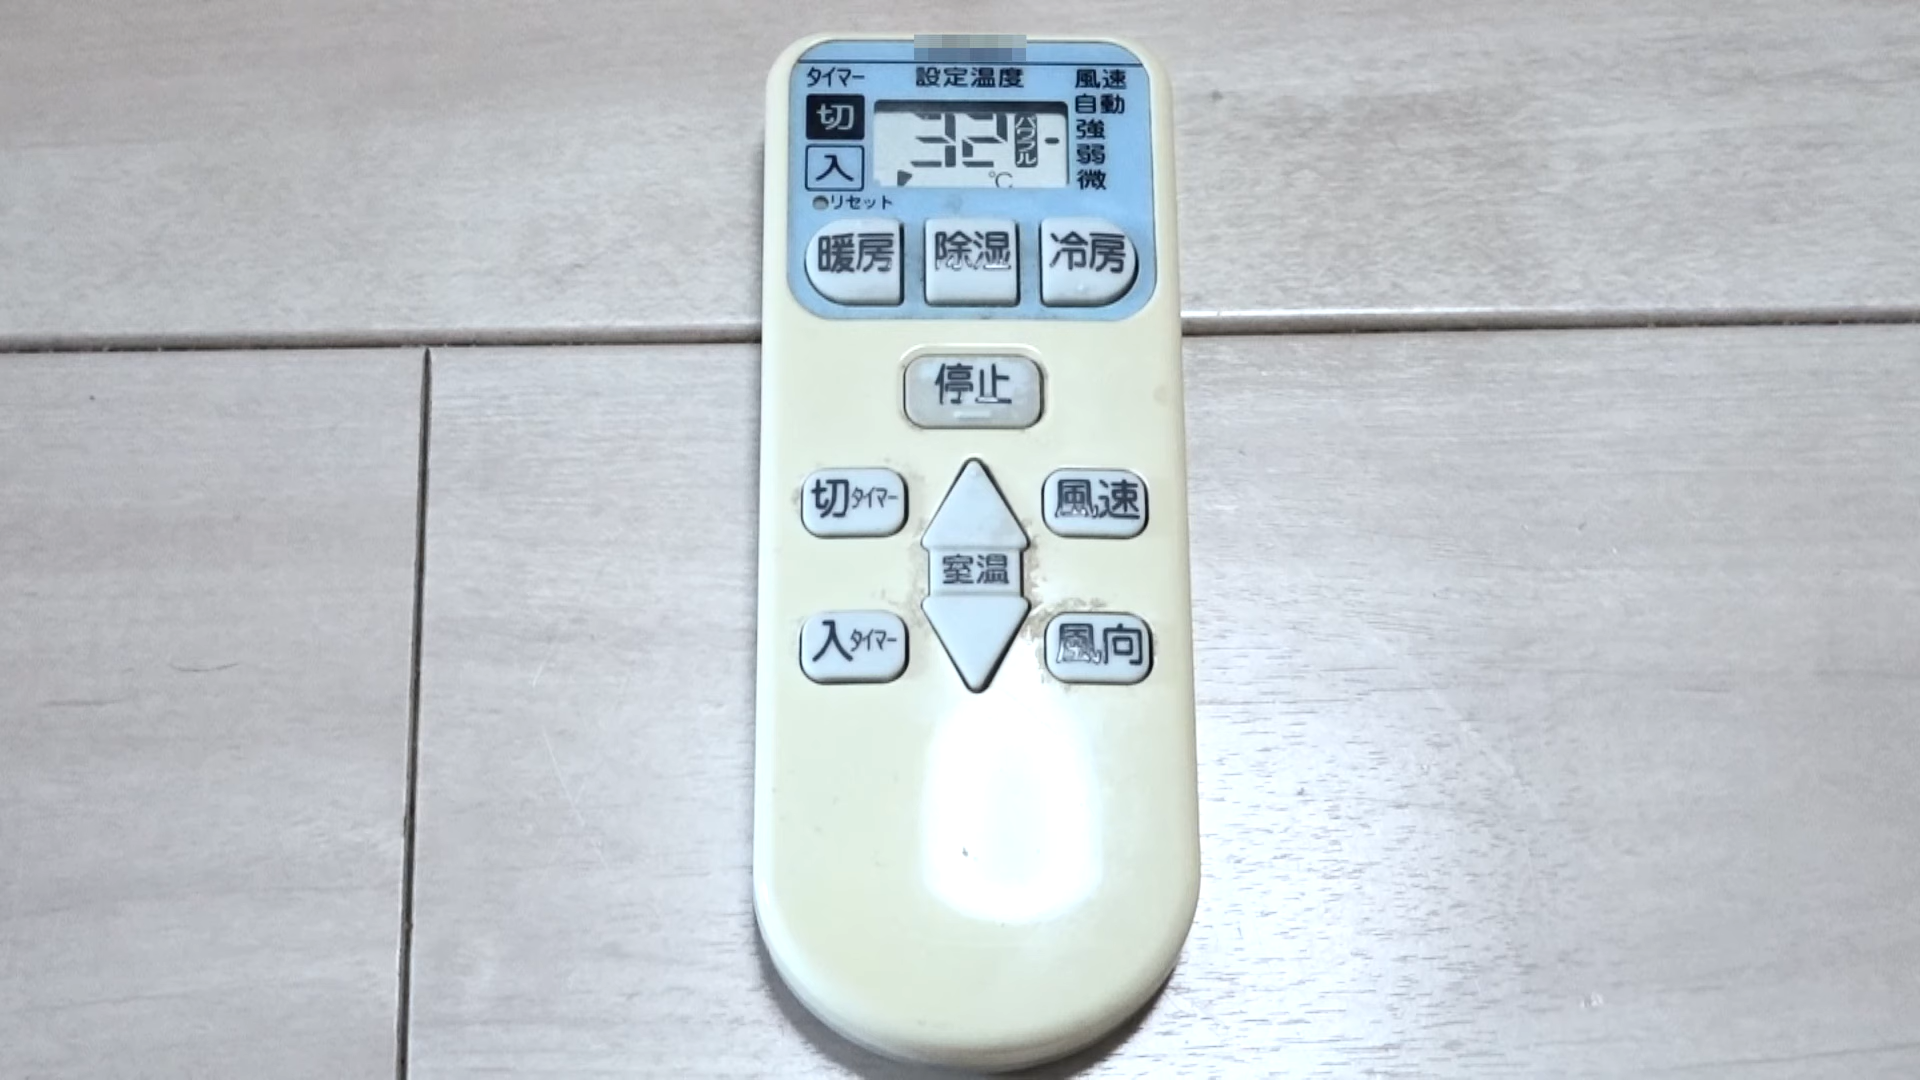 タイマー 設定温度 風速
切 32 パワフル 自動
強
入 ℃ 弱
微
リセット
暖房 除湿 冷房
停止
切タイマー 風速
室温
入タイマー 風向